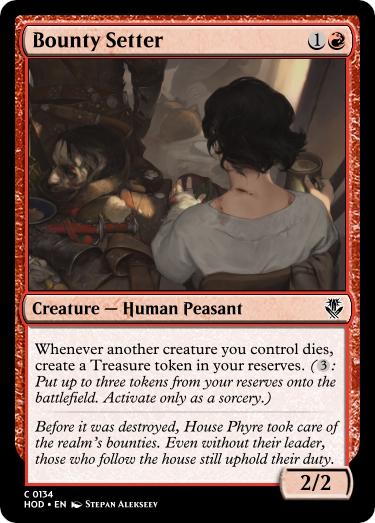 Bounty Setter 1
Creature — Human Peasant
Whenever another creature you control dies,
create a Treasure token in your reserves. (3:
Put up to three tokens from your reserves onto the
battlefield. Activate only as a sorcery.)
Before it was destroyed, House Phyre took care of
the realm's bounties. Even without their leader,
those who follow the house still uphold their duty.
2/2
C 0134
HOD • EN Stepan Alekseev